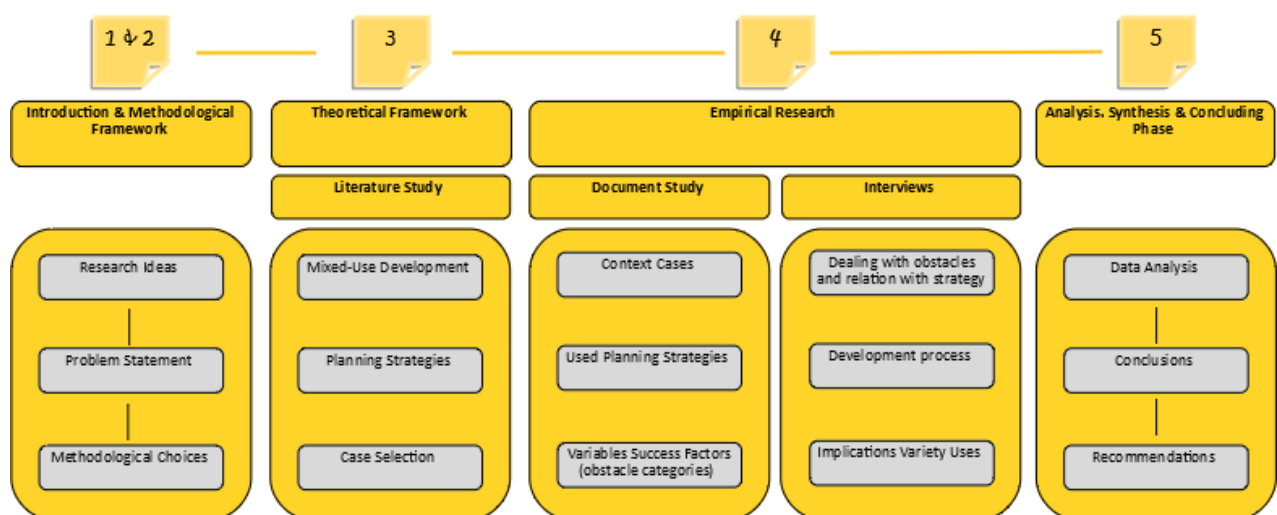 1 & 2
3
4
5
Introduction & Methodological
Framework
Theoretical Framework
Empirical Research
Analysis. Synthesis & Concluding
Phase
Literature Study
Document Study
Interviews
Research Ideas
Problem Statement
Methodological Choices
Mixed-Use Development
Planning Strategies
Case Selection
Context Cases
Used Planning Strategies
Variables Success Factors
(obstacle categories)
Dealing with obstacles
and relation with strategy
Development process
Implications Variety Uses
Data Analysis
Conclusions
Recommendations